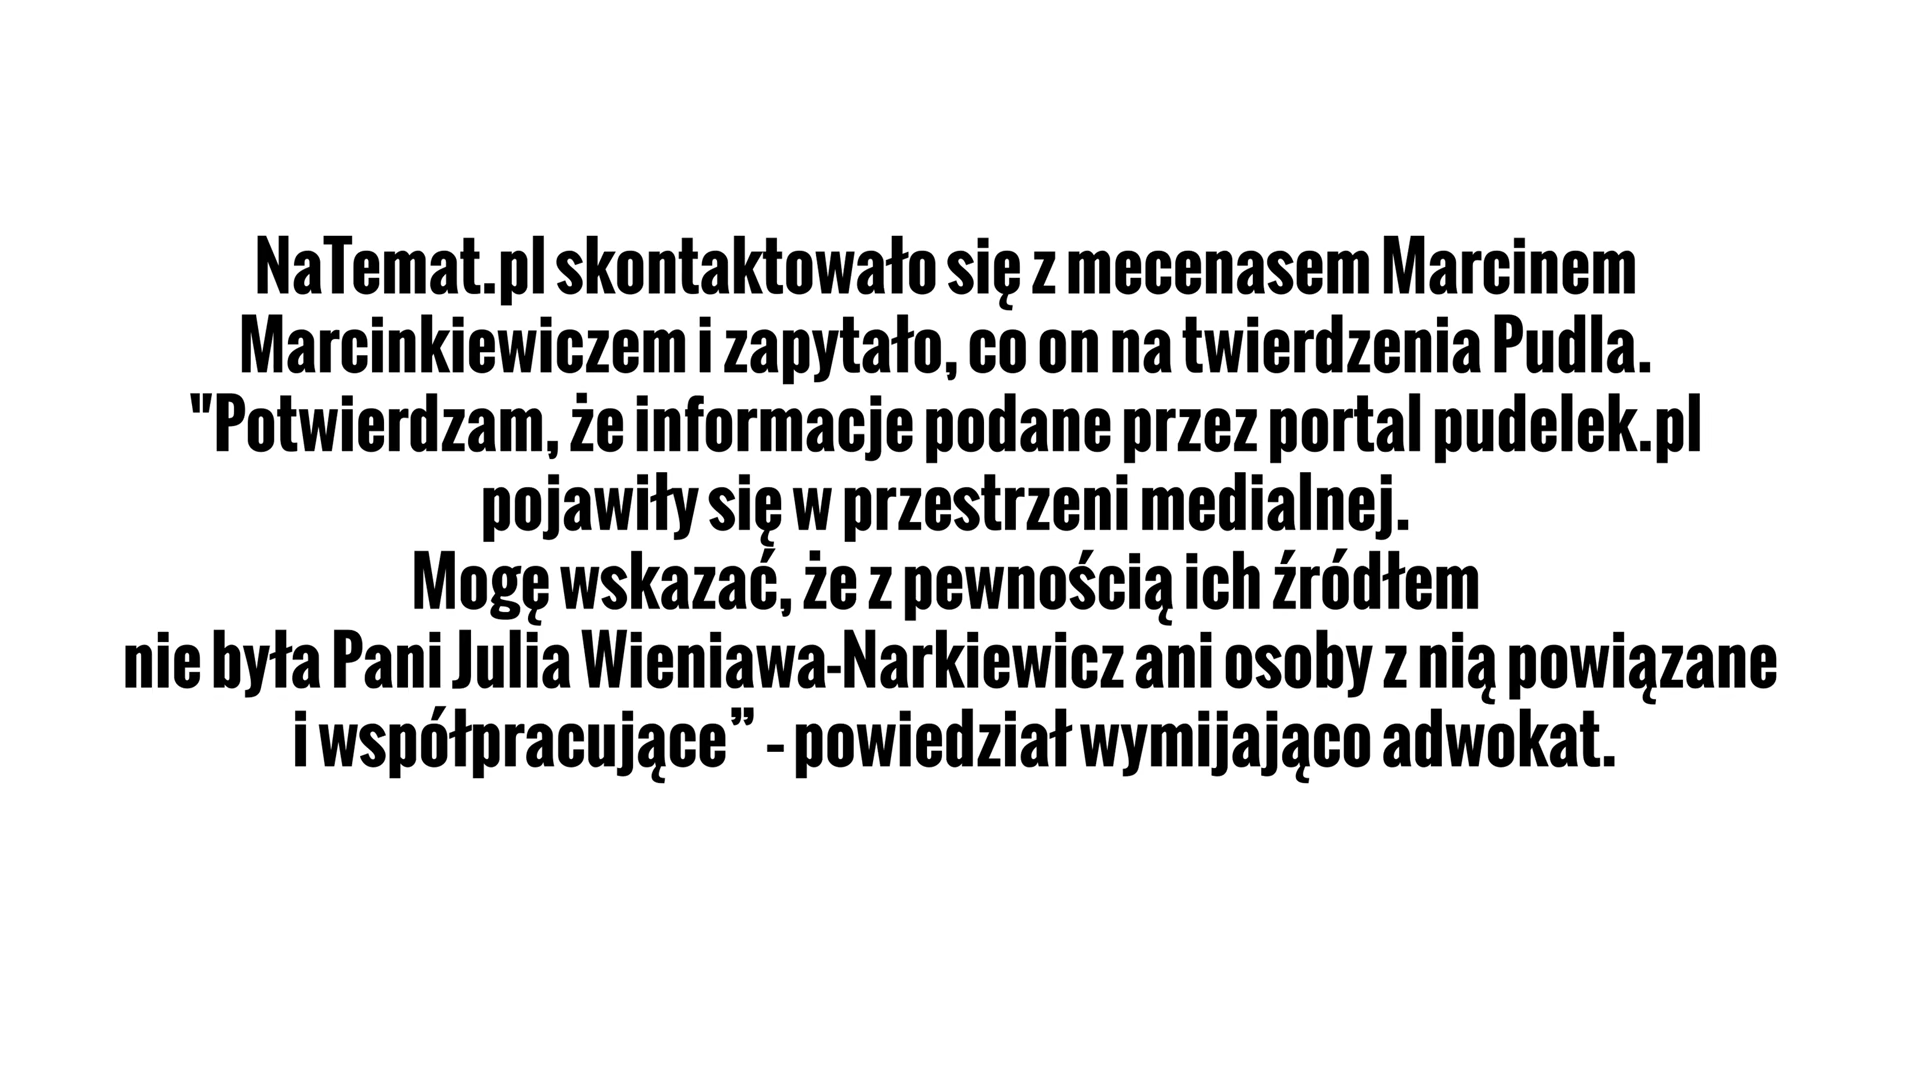 NaTemat.pl skontaktowało się z mecenasem Marcinem
Marcinkiewiczem i zapytało, co on na twierdzenia Pudla.
"Potwierdzam, że informacje podane przez portal pudelek.pl
pojawiły się w przestrzeni medialnej.
Mogę wskazać, że z pewnością ich źródłem
nie była Pani Julia Wieniawa-Narkiewicz ani osoby z nią powiązane
i współpracujące” - powiedział wymijająco adwokat.